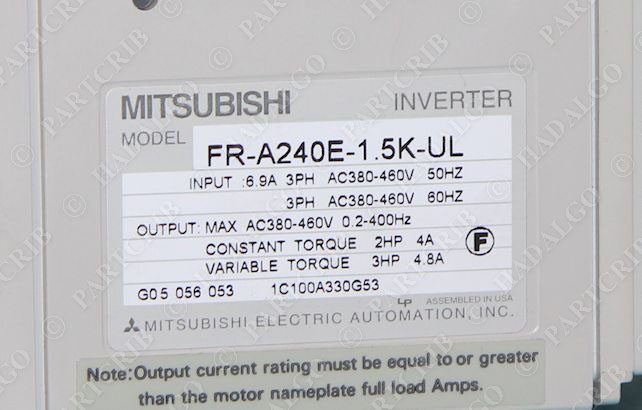 MITSUBISHI INVERTER
MODEL FR-A240E-1.5K-UL
INPUT :6.9A 3PH AC380-460V 50HZ
3PH AC380-460V 60HZ
OUTPUT: MAX AC380-460V 0.2-400Hz
CONSTANT TORQUE 2HP 4A F
VARIABLE TORQUE 3HP 4.8A
G05 056 053 1C100A330G53
LP ASSEMBLED IN USA
MITSUBISHI ELECTRIC AUTOMATION, INC.
Note:Output current rating must be equal to or greater
than the motor nameplate full load Amps.
© PARTCRIB © HADALGO